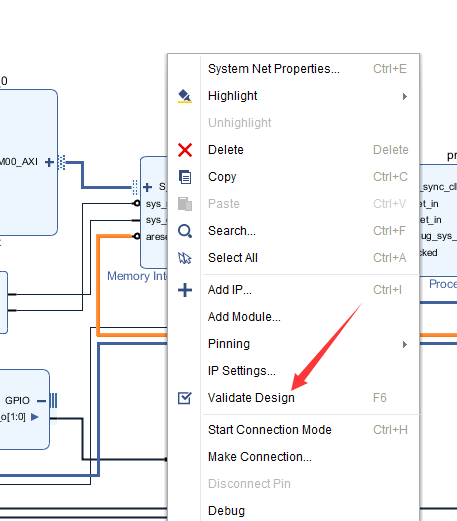 _0
M00_AXI
Memory Int
GPIO
_o[1:0]
S
sys_
sys_
arese
System Net Properties... Ctrl+E
Highlight
Unhighlight
Delete Delete
Copy Ctrl+C
Paste Ctrl+V
Search... Ctrl+F
Select All Ctrl+A
Add IP... Ctrl+I
Add Module...
Pinning
IP Settings...
Validate Design F6
Start Connection Mode Ctrl+H
Make Connection...
Disconnect Pin
Debug
pr
_sync_cl
et_in
et_in
ug_sys_
cked
Proce